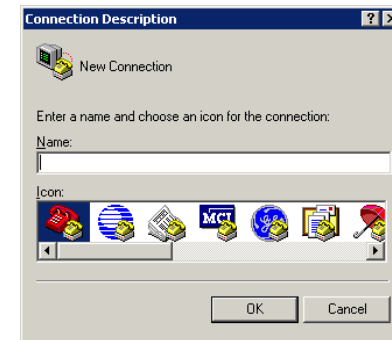 Connection Description
New Connection
Enter a name and choose an icon for the connection:
Name:
Icon:
MCI
OK Cancel